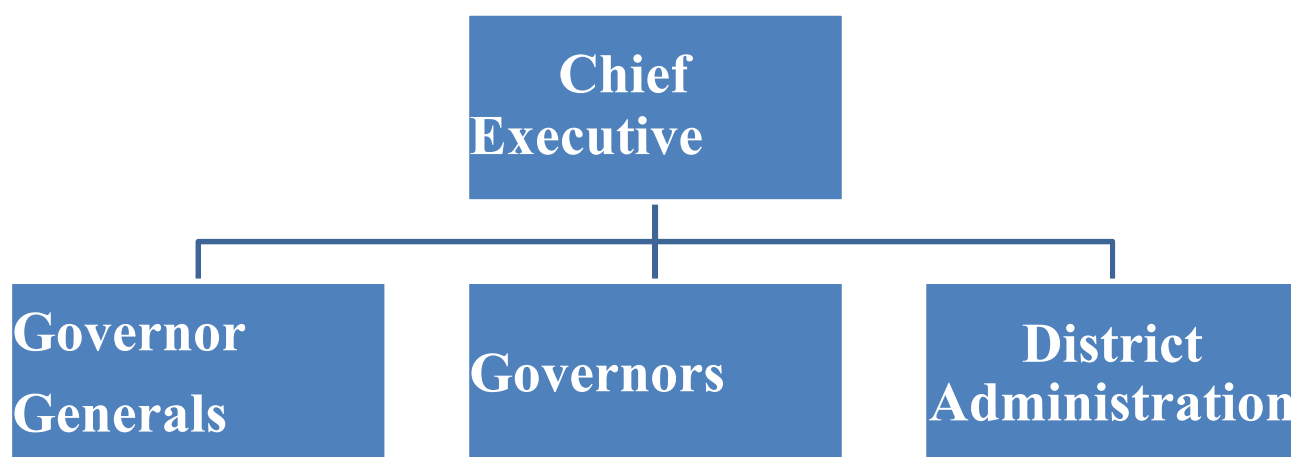 Chief
Executive
Governor
Generals
Governors
District
Administration